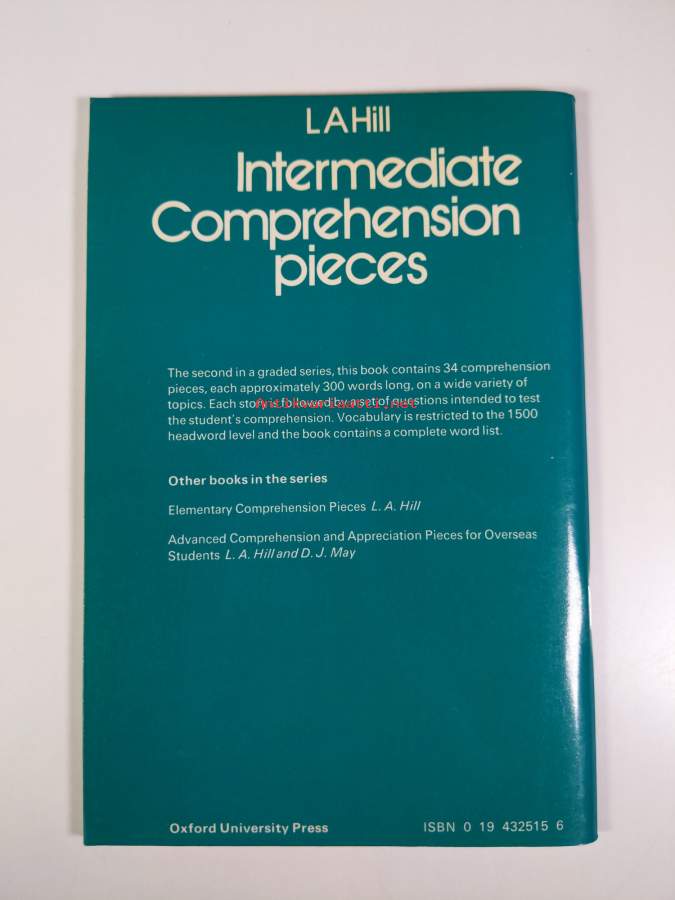 L A Hill
Intermediate
Comprehension
pieces
The second in a graded series, this book contains 34 comprehension
pieces, each approximately 300 words long, on a wide variety of
topics. Each story is followed by a set of questions intended to test
Antikvariaatti.net
the student's comprehension. Vocabulary is restricted to the 1500
headword level and the book contains a complete word list.
Other books in the series
Elementary Comprehension Pieces L. A. Hill
Advanced Comprehension and Appreciation Pieces for Overseas
Students L. A. Hill and D. J. May
Oxford University Press
ISBN 0 19 432515 6